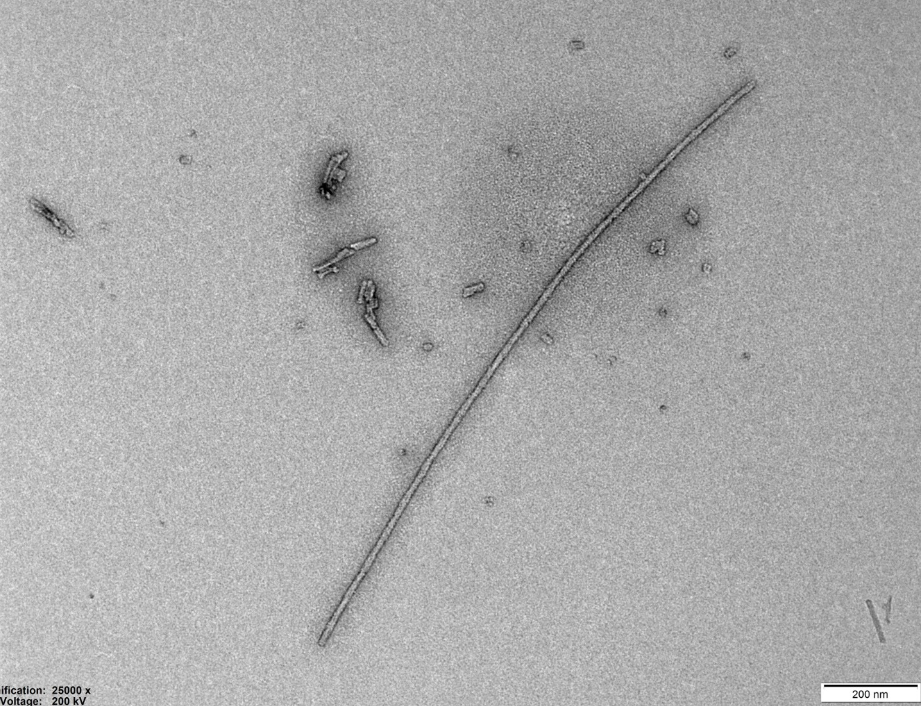 ification: 25000 x
Voltage: 200 kV
200 nm